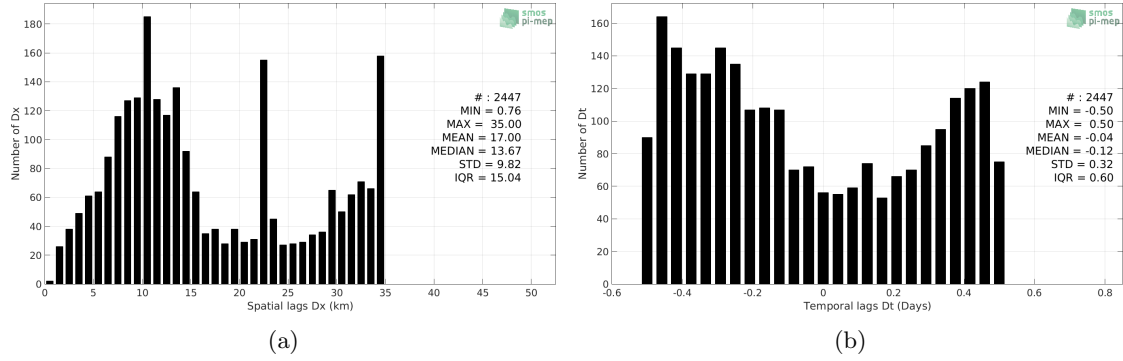 smos
pi-mep
Number of Dx
180
160
140
120
100
80
60
40
20
0
# : 2447
MIN = 0.76
MAX = 35.00
MEAN = 17.00
MEDIAN = 13.67
STD = 9.82
IQR = 15.04
0 5 10 15 20 25 30 35 40 45 50
Spatial lags Dx (km)
(a)
smos
pi-mep
Number of Dt
160
140
120
100
80
60
40
20
0
# : 2447
MIN = -0.50
MAX = 0.50
MEAN = -0.04
MEDIAN = -0.12
STD = 0.32
IQR = 0.60
-0.6 -0.4 -0.2 0 0.2 0.4 0.6 0.8
Temporal lags Dt (Days)
(b)